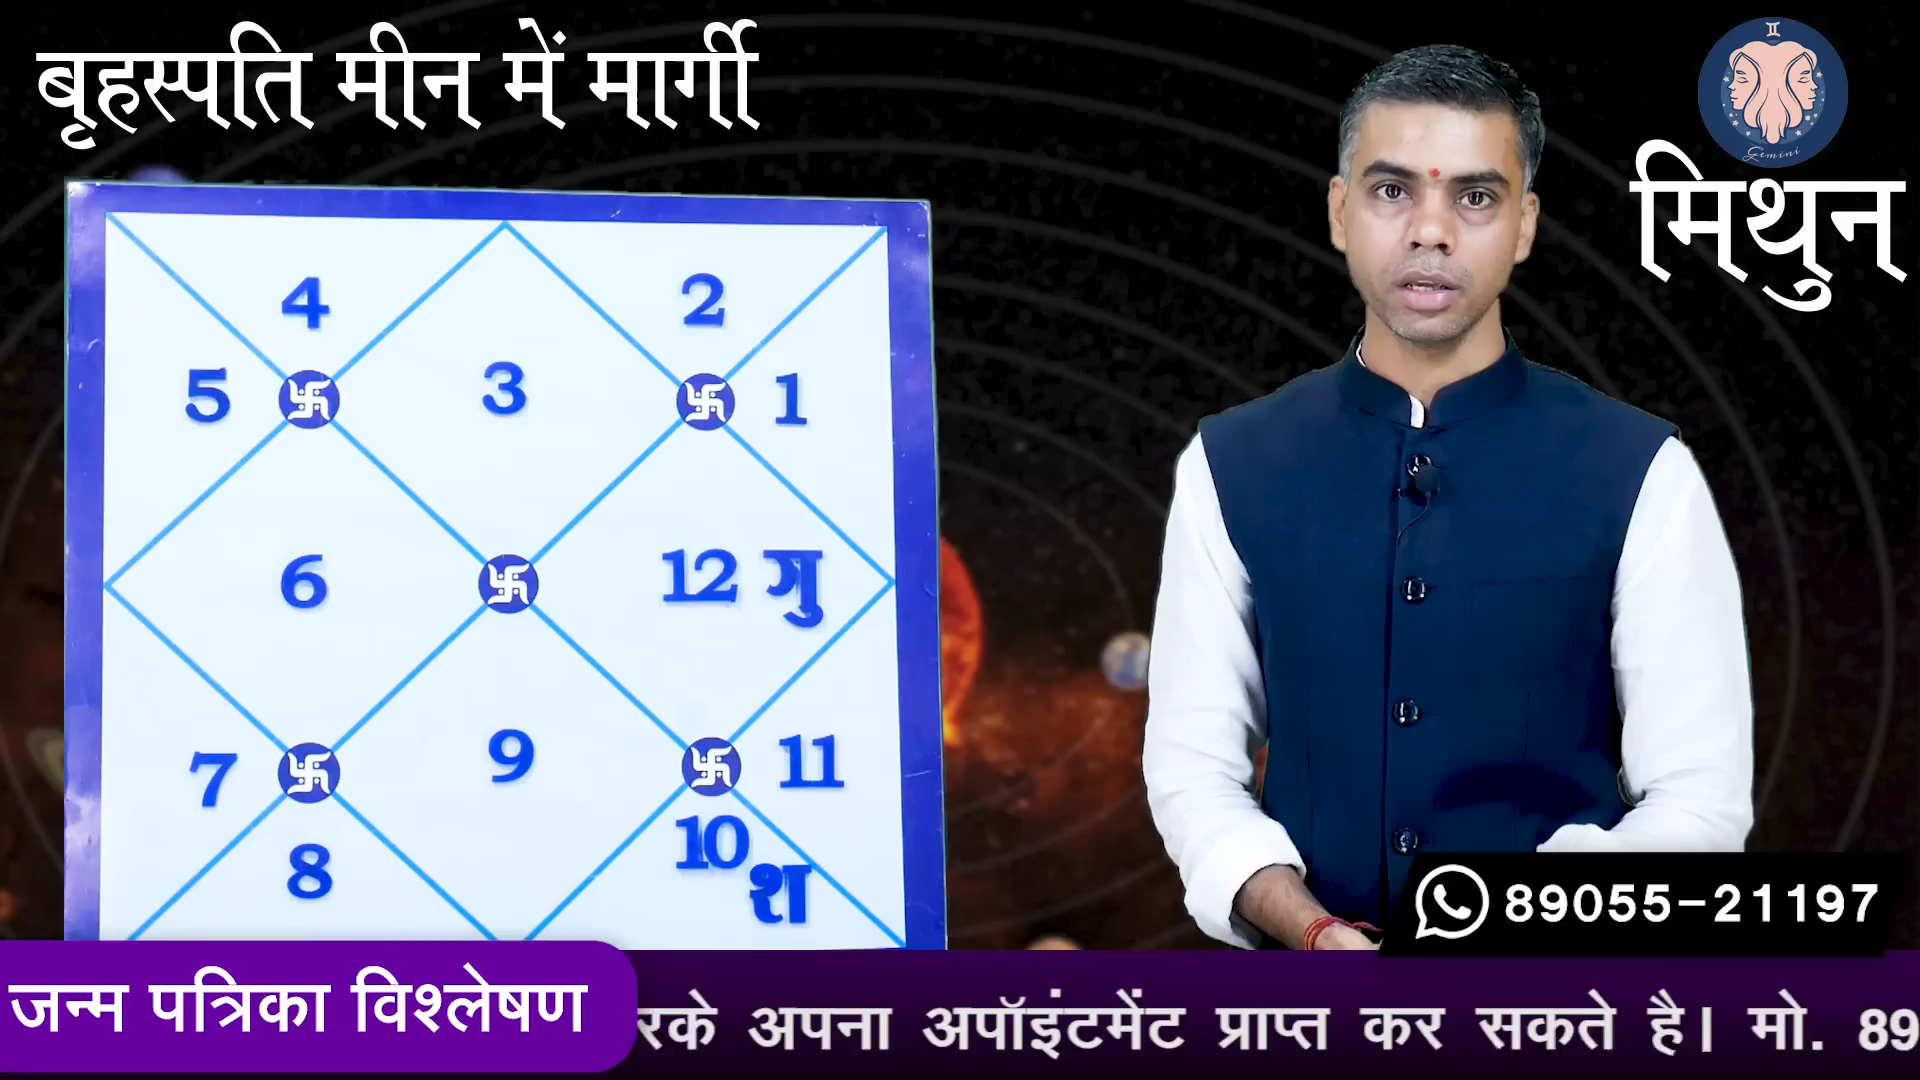 बृहस्पति मीन में मार्गी
Gemini
मिथुन
4
2
5
3
1
6
12 गु
7
9
11
8
10 श
89055-21197
जन्म पत्रिका विश्लेषण
रके अपना अपॉइंटमेंट प्राप्त कर सकते है। मो. 89